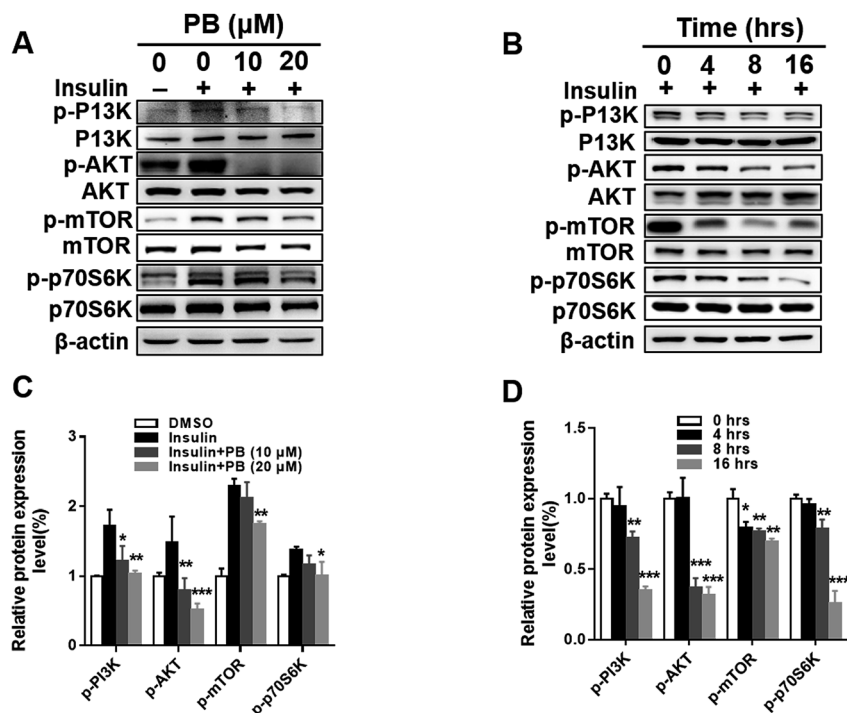 A
PB (µM)
0 0 10 20
Insulin – + + +
p-P13K
P13K
p-AKT
AKT
p-mTOR
mTOR
p-p70S6K
p70S6K
β-actin
B
Time (hrs)
0 4 8 16
Insulin + + + +
p-P13K
P13K
p-AKT
AKT
p-mTOR
mTOR
p-p70S6K
p70S6K
β-actin
C
DMSO
Insulin
Insulin+PB (10 µM)
Insulin+PB (20 µM)
Relative protein expression
level(%)
3
2
1
0
* **
** ***
**
*
p-PI3K
p-AKT
p-mTOR
p-p70S6K
D
0 hrs
4 hrs
8 hrs
16 hrs
Relative protein expression
level(%)
1.5
1.0
0.5
0.0
** ***
*** ***
* ** **
** ***
p-PI3K
p-AKT
p-mTOR
p-p70S6K